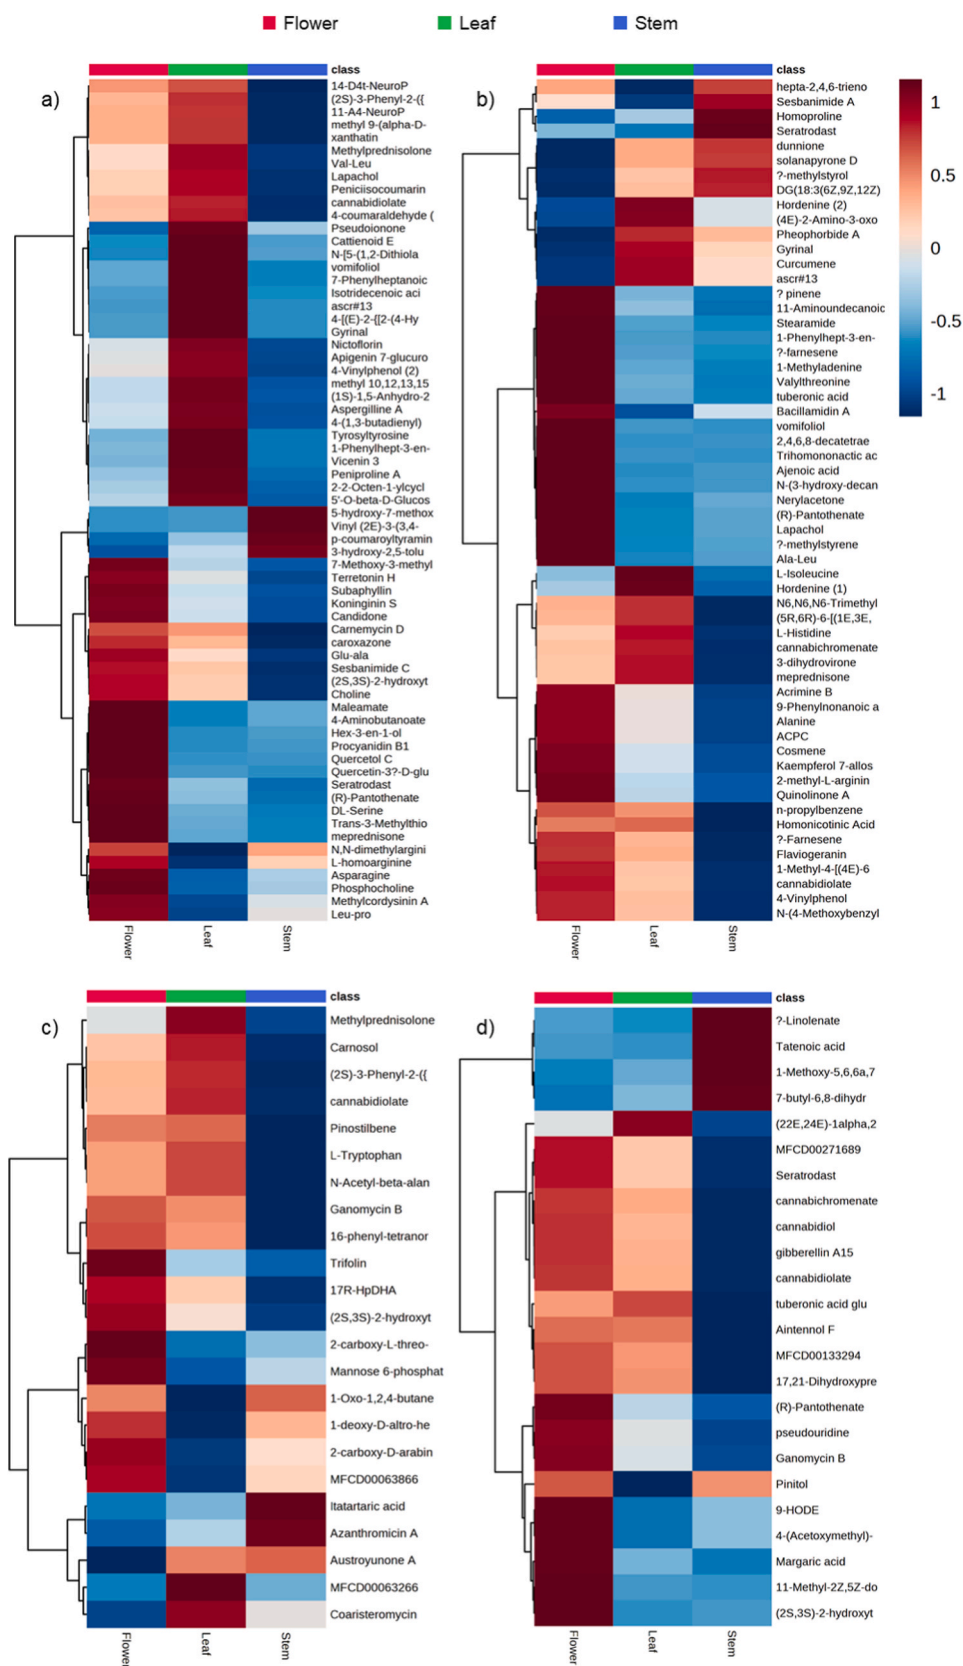 Flower Leaf Stem
a)
class
14-D4t-NeuroP
(2S)-3-Phenyl-2-{[
11-A4-NeuroP
methyl 9-(alpha-D-
xanthatin
Methylprednisolone
Val-Leu
Lapachol
Peniciisocoumarin
cannabidiolate
4-coumaraldehyde (
Pseudoionone
Cattienoid E
N-[5-(1,2-Dithiola
vomifoliol
7-Phenylheptanoic
Isotridecenoic aci
ascr#13
4-[(E)-2-{[2-(4-Hy
Gyrinal
Nictoflorin
Apigenin 7-glucuro
4-Vinylphenol (2)
methyl 10,12,13,15
(1S)-1,5-Anhydro-2
Aspergilline A
4-(1,3-butadienyl)
Tyrosyltyrosine
1-Phenylhept-3-en-
Vicenin 3
Peniproline A
2-2-Octen-1-ylcycl
5'-O-beta-D-Glucos
5-hydroxy-7-methox
Vinyl (2E)-3-(3,4-
p-coumaroyltyramin
3-hydroxy-2,5-tolu
7-Methoxy-3-methyl
Terretonin H
Subaphyllin
Koninginin S
Candidone
Carnemycin D
caroxazone
Glu-ala
Sesbanimide C
(2S,3S)-2-hydroxyt
Choline
Maleamate
4-Aminobutanoate
Hex-3-en-1-ol
Procyanidin B1
Quercetol C
Quercetin-3?-D-glu
Seratrodast
(R)-Pantothenate
DL-Serine
Trans-3-Methylthio
meprednisone
N,N-dimethylargini
L-homoarginine
Asparagine
Phosphocholine
Methylcordysinin A
Leu-pro
Flower Leaf Stem
b)
class
hepta-2,4,6-trieno
Sesbanimide A
Homoproline
Seratrodast
dunnione
solanapyrone D
?-methylstyrol
DG(18:3(6Z,9Z,12Z)
Hordenine (2)
(4E)-2-Amino-3-oxo
Pheophorbide A
Gyrinal
Curcumene
ascr#13
? pinene
11-Aminoundecanoic
Stearamide
1-Phenylhept-3-en-
?-farnesene
1-Methyladenine
Valylthreonine
tuberonic acid
Bacillamidin A
vomifoliol
2,4,6,8-decatetrae
Trihomononactic ac
Ajenoic acid
N-(3-hydroxy-decan
Nerylacetone
(R)-Pantothenate
Lapachol
?-methylstyrene
Ala-Leu
L-Isoleucine
Hordenine (1)
N6,N6,N6-Trimethyl
(5R,6R)-6-[(1E,3E,
L-Histidine
cannabichromenate
3-dihydrovirone
meprednisone
Acrimine B
9-Phenylnonanoic a
Alanine
ACPC
Cosmene
Kaempferol 7-allos
2-methyl-L-arginin
Quinolinone A
n-propylbenzene
Homonicotinic Acid
?-Farnesene
Flaviogeranin
1-Methyl-4-[(4E)-6
cannabidiolate
4-Vinylphenol
N-(4-Methoxybenzyl
Flower Leaf Stem
1
0.5
0
-0.5
-1
c)
class
Methylprednisolone
Carnosol
(2S)-3-Phenyl-2-{[
cannabidiolate
Pinostilbene
L-Tryptophan
N-Acetyl-beta-alan
Ganomycin B
16-phenyl-tetranor
Trifolin
17R-HpDHA
(2S,3S)-2-hydroxyt
2-carboxy-L-threo-
Mannose 6-phosphat
1-Oxo-1,2,4-butane
1-deoxy-D-altro-he
2-carboxy-D-arabin
MFCD00063866
Itatartaric acid
Azanthromicin A
Austroyunone A
MFCD00063266
Coaristeromycin
Flower Leaf Stem
d)
class
?-Linolenate
Tatenoic acid
1-Methoxy-5,6,6a,7
7-butyl-6,8-dihydr
(22E,24E)-1alpha,2
MFCD00271689
Seratrodast
cannabichromenate
cannabidiol
gibberellin A15
cannabidiolate
tuberonic acid glu
Aintennol F
MFCD00133294
17,21-Dihydroxypre
(R)-Pantothenate
pseudouridine
Ganomycin B
Pinitol
9-HODE
4-(Acetoxymethyl)-
Margaric acid
11-Methyl-2Z,5Z-do
(2S,3S)-2-hydroxyt
Flower Leaf Stem